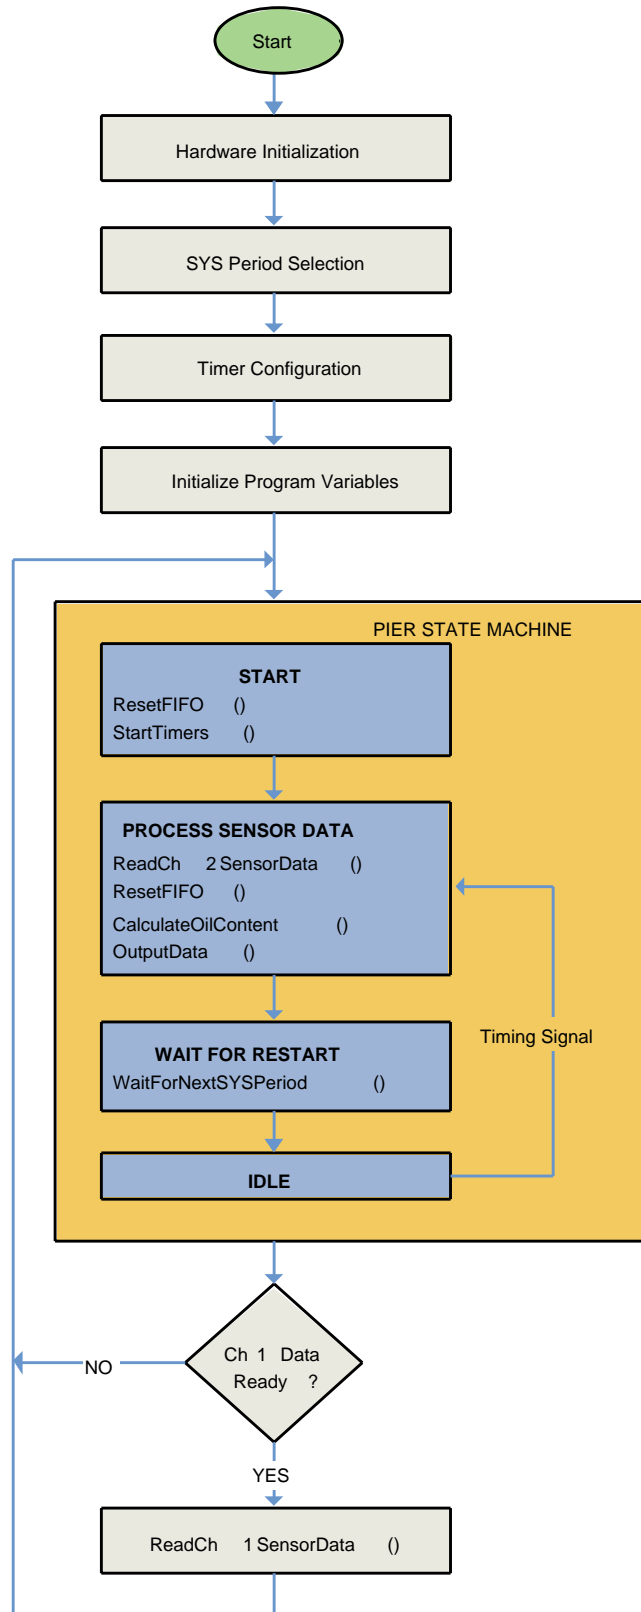 Start
Hardware Initialization
SYS Period Selection
Timer Configuration
Initialize Program Variables
PIER STATE MACHINE
START
ResetFIFO ()
StartTimers ()
PROCESS SENSOR DATA
ReadCh 2 SensorData ()
ResetFIFO ()
CalculateOilContent ()
OutputData ()
Timing Signal
WAIT FOR RESTART
WaitForNextSYSPeriod ()
IDLE
Ch 1 Data
Ready ?
NO
YES
ReadCh 1 SensorData ()